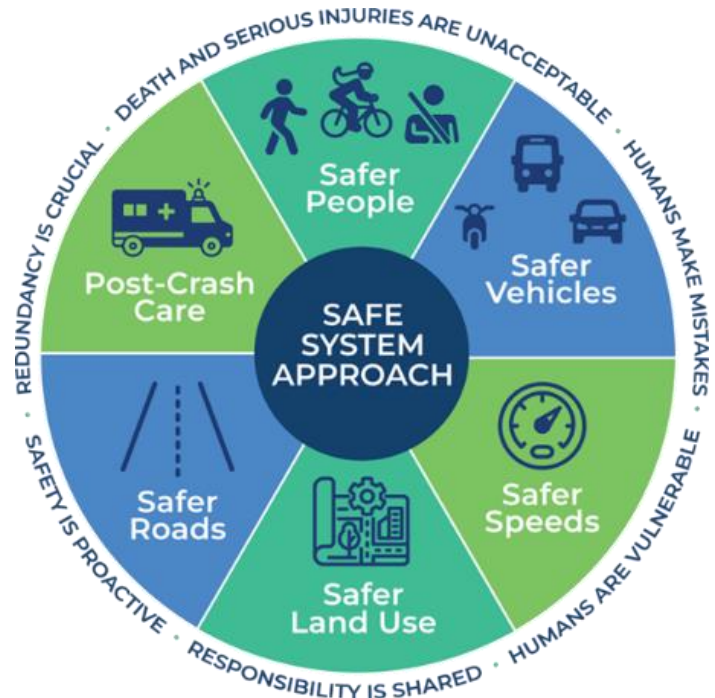 DEATH AND SERIOUS INJURIES ARE UNACCEPTABLE
HUMANS MAKE MISTAKES
HUMANS ARE VULNERABLE
RESPONSIBILITY IS SHARED
SAFETY IS PROACTIVE
REDUNDANCY IS CRUCIAL
SAFE
SYSTEM
APPROACH
Safer
People
Safer
Vehicles
Safer
Speeds
Safer
Land Use
Safer
Roads
Post-Crash
Care